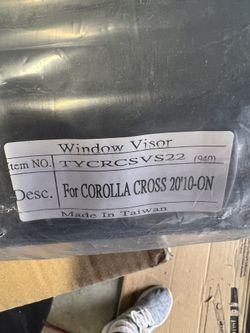 Window Visor
Item NO. TYCRCSVS22 (940)
Desc. For COROLLA CROSS 20'10-ON
Made In Taiwan